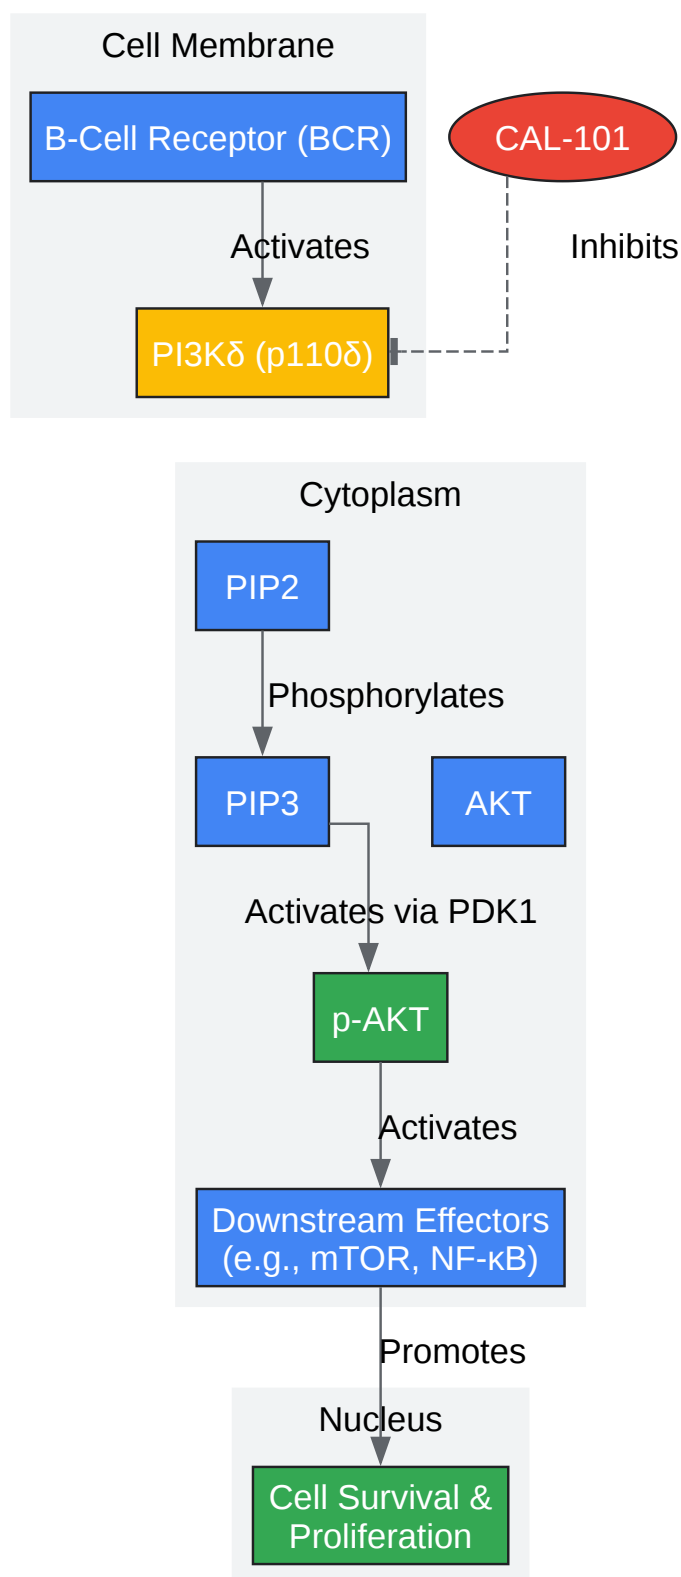 Cell Membrane
B-Cell Receptor (BCR)
CAL-101
Activates
Inhibits
PI3Kδ (p110δ)
Cytoplasm
PIP2
Phosphorylates
PIP3
AKT
Activates via PDK1
p-AKT
Activates
Downstream Effectors
(e.g., mTOR, NF-κB)
Promotes
Nucleus
Cell Survival &
Proliferation